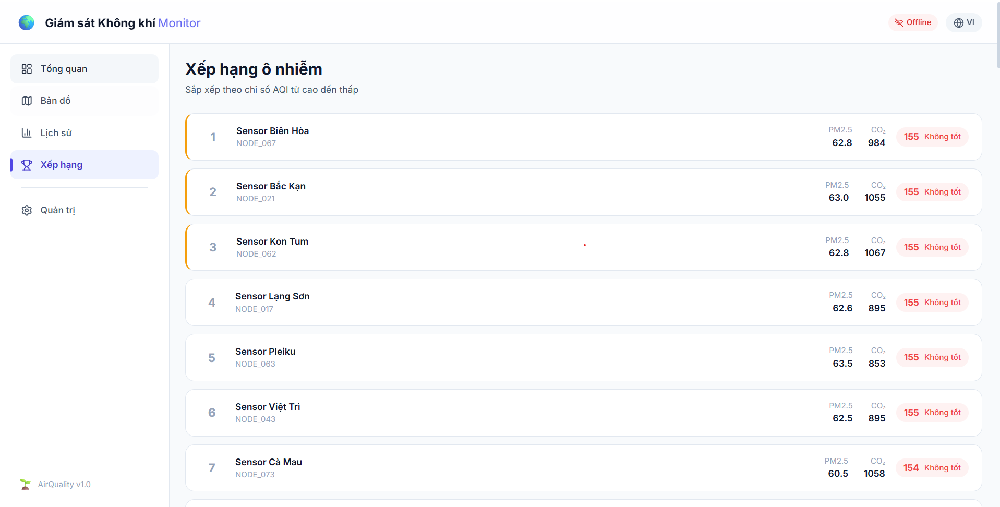 Giám sát Không khí Monitor
Offline
VI
Tổng quan
Bản đồ
Lịch sử
Xếp hạng
Quản trị
AirQuality v1.0
Xếp hạng ô nhiễm
Sắp xếp theo chỉ số AQI từ cao đến thấp
1
Sensor Biên Hòa
NODE_067
PM2.5 CO₂
62.8 984
155 Không tốt
2
Sensor Bắc Kạn
NODE_021
PM2.5 CO₂
63.0 1055
155 Không tốt
3
Sensor Kon Tum
NODE_062
PM2.5 CO₂
62.8 1067
155 Không tốt
4
Sensor Lạng Sơn
NODE_017
PM2.5 CO₂
62.6 895
155 Không tốt
5
Sensor Pleiku
NODE_063
PM2.5 CO₂
63.5 853
155 Không tốt
6
Sensor Việt Trì
NODE_043
PM2.5 CO₂
62.5 895
155 Không tốt
7
Sensor Cà Mau
NODE_073
PM2.5 CO₂
60.5 1058
154 Không tốt